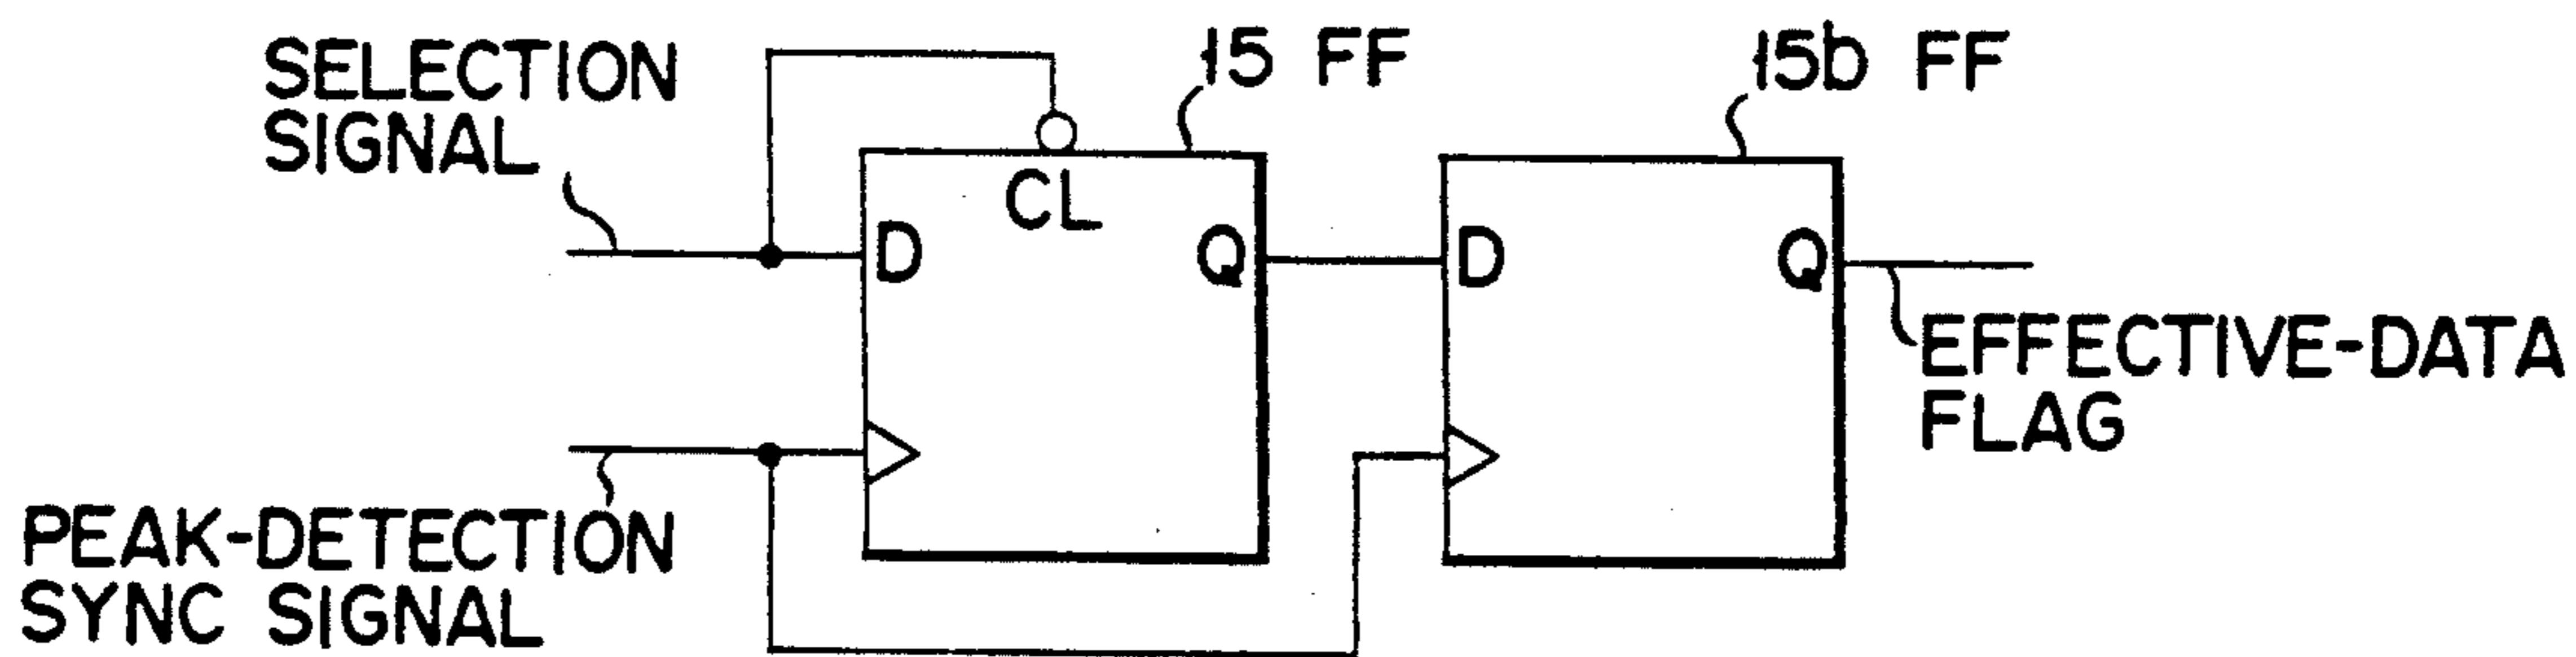 SELECTION
SIGNAL
15 FF
15b FF
CL
D
Q
D
Q
EFFECTIVE-DATA
FLAG
PEAK-DETECTION
SYNC SIGNAL